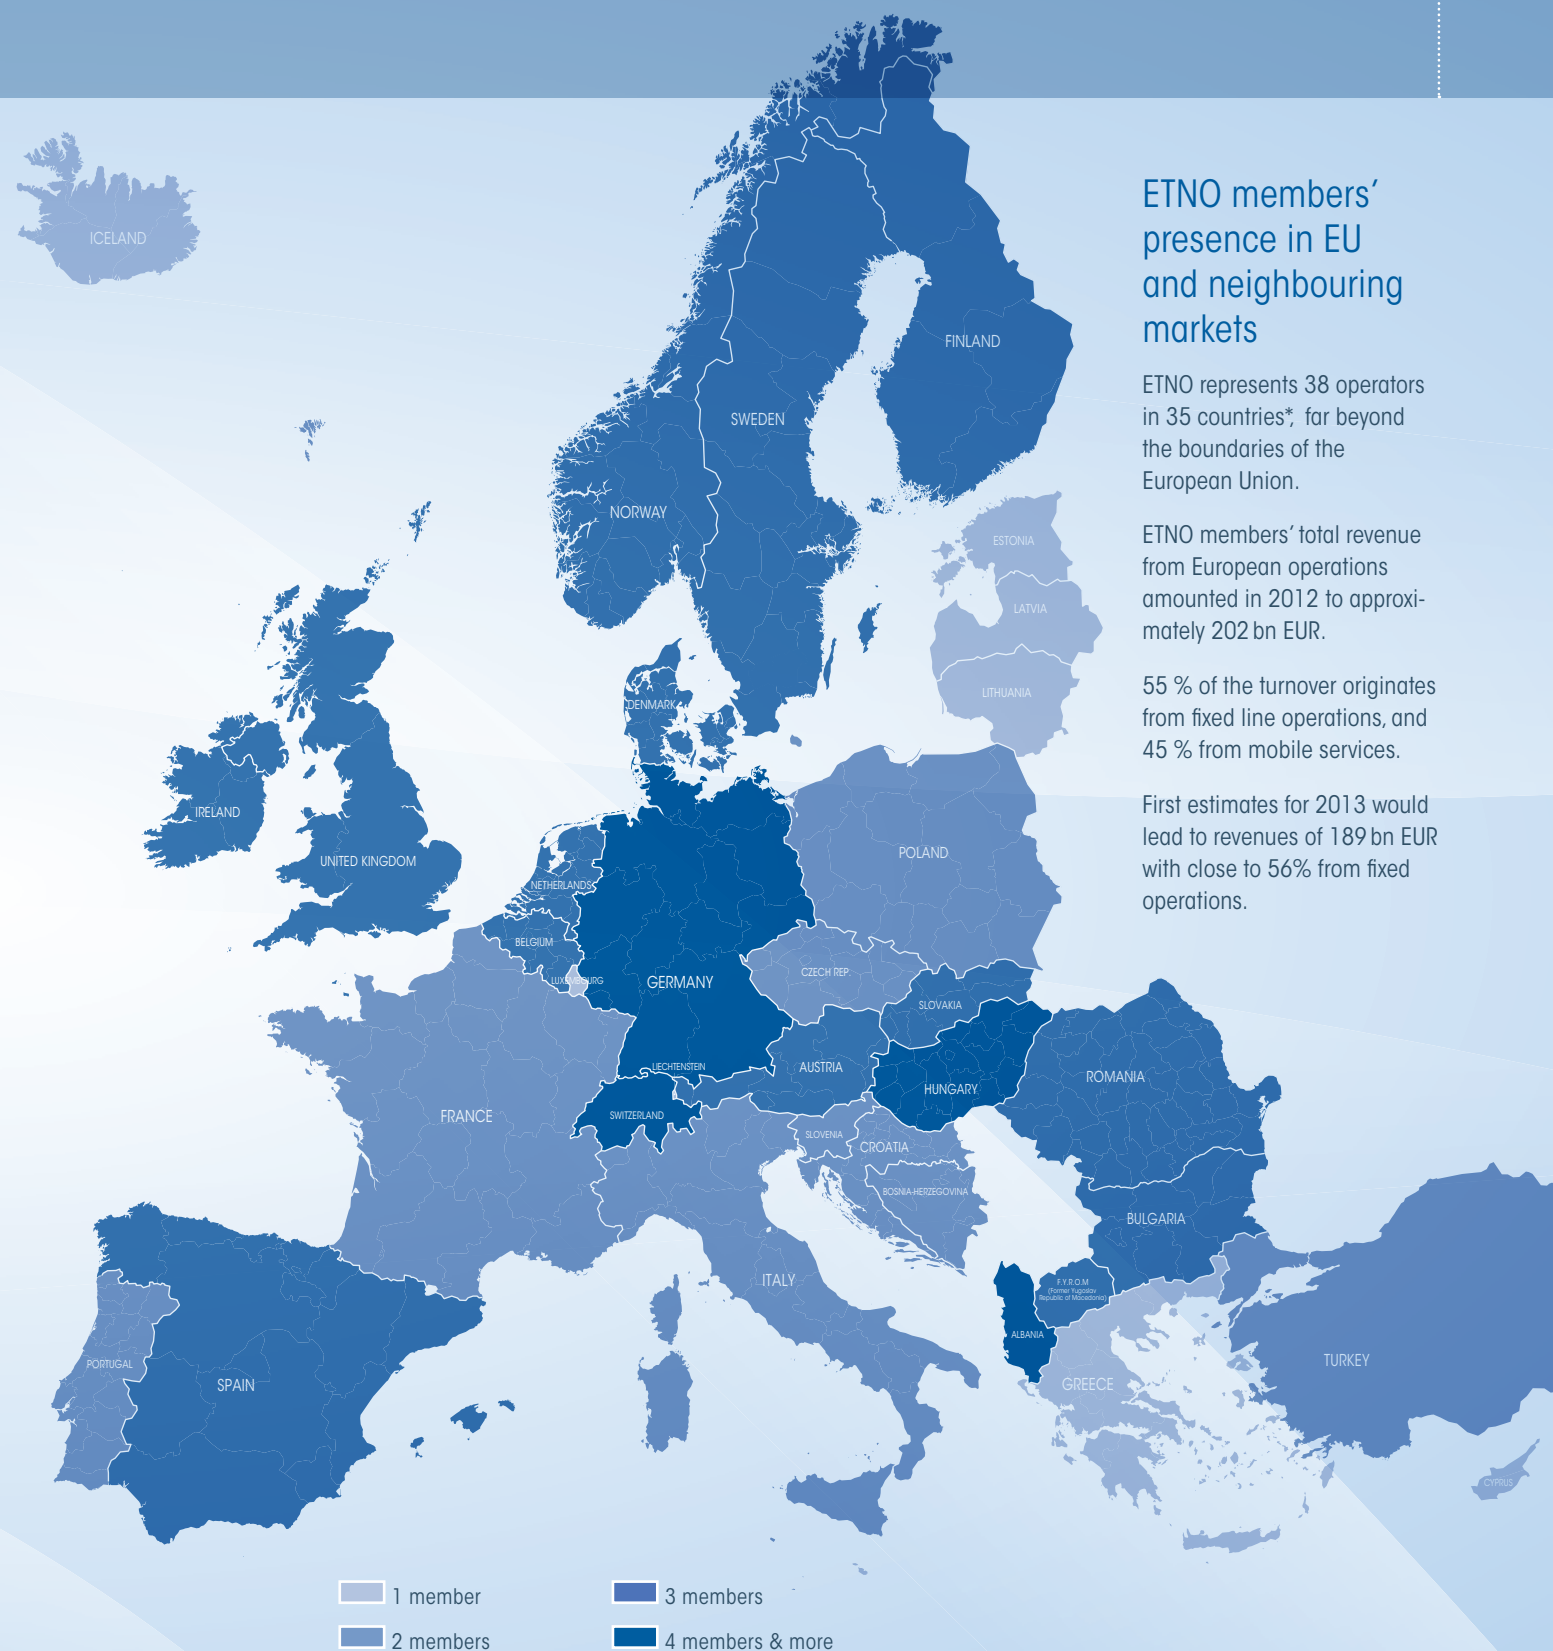 ETNO members’
presence in EU
and neighbouring
markets
ETNO represents 38 operators
in 35 countries*, far beyond
the boundaries of the
European Union.
ETNO members’ total revenue
from European operations
amounted in 2012 to approxi-
mately 202 bn EUR.
55 % of the turnover originates
from fixed line operations, and
45 % from mobile services.
First estimates for 2013 would
lead to revenues of 189 bn EUR
with close to 56% from fixed
operations.
ICELAND
FINLAND
SWEDEN
NORWAY
ESTONIA
LATVIA
LITHUANIA
DENMARK
IRELAND
UNITED KINGDOM
POLAND
NETHERLANDS
BELGIUM
LUXEMBOURG
GERMANY
CZECH REP.
SLOVAKIA
LIECHTENSTEIN
AUSTRIA
ROMANIA
HUNGARY
SWITZERLAND
FRANCE
SLOVENIA
CROATIA
BOSNIA-HERZEGOVINA
BULGARIA
ITALY
F.Y.R.O.M
(Former Yugoslav
Republic of Macedonia)
ALBANIA
PORTUGAL
SPAIN
GREECE
TURKEY
CYPRUS
1 member
3 members
2 members
4 members & more